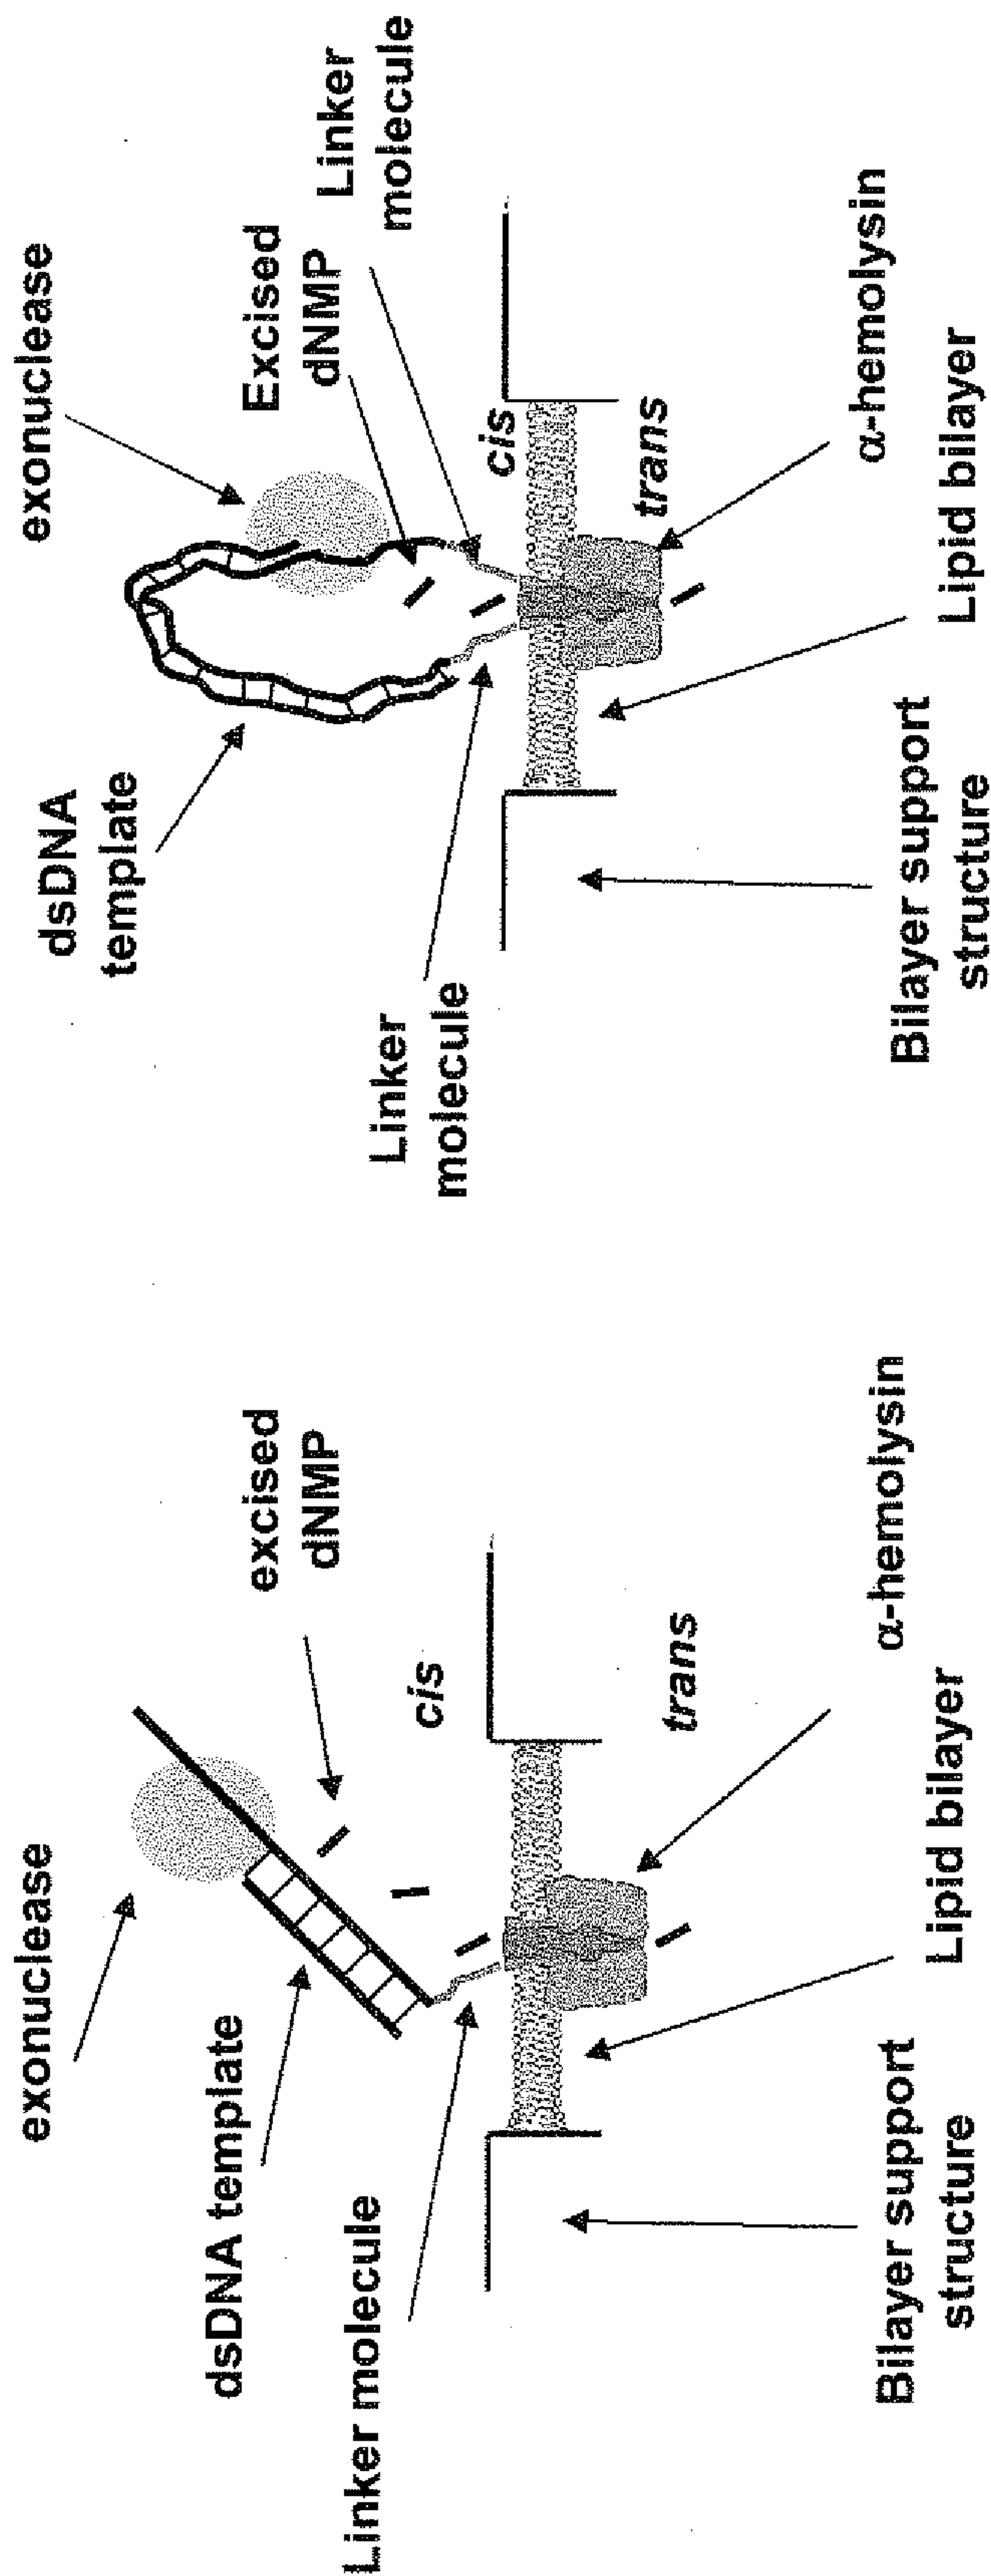 exonuclease
dsDNA template
Linker molecule
excised
dNMP
cis
trans
α-hemolysin
Lipid bilayer
Bilayer support
structure
exonuclease
dsDNA
template
Linker
molecule
Excised
dNMP
Linker
molecule
cis
trans
α-hemolysin
Lipid bilayer
Bilayer support
structure